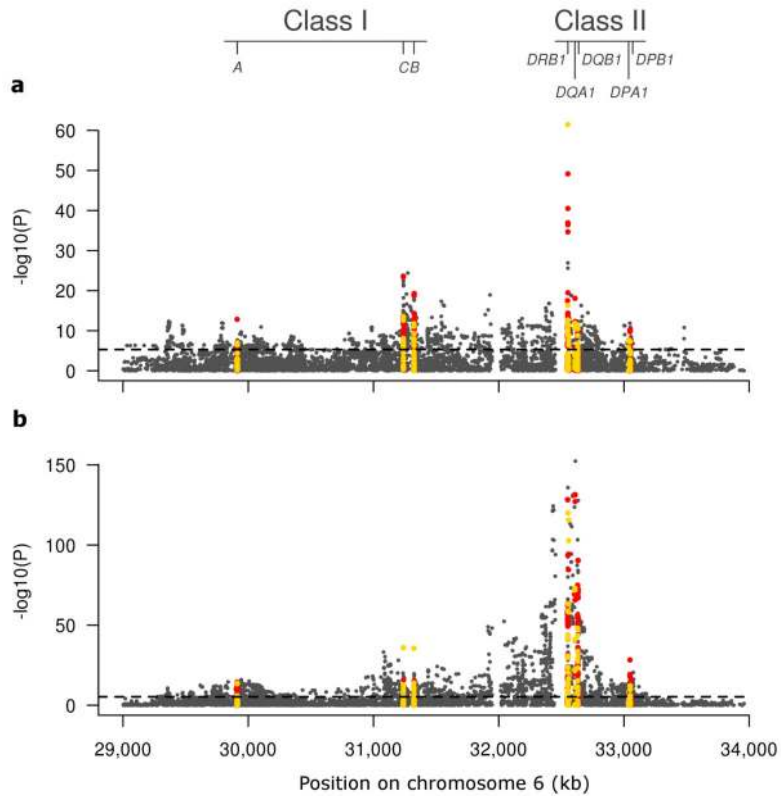 Class I
Class II
A
CB
DRB1
DQB1
DPB1
DQA1
DPA1
a
60
50
40
30
20
10
0
-log10(P)
b
150
100
50
0
-log10(P)
29,000
30,000
31,000
32,000
33,000
34,000
Position on chromosome 6 (kb)